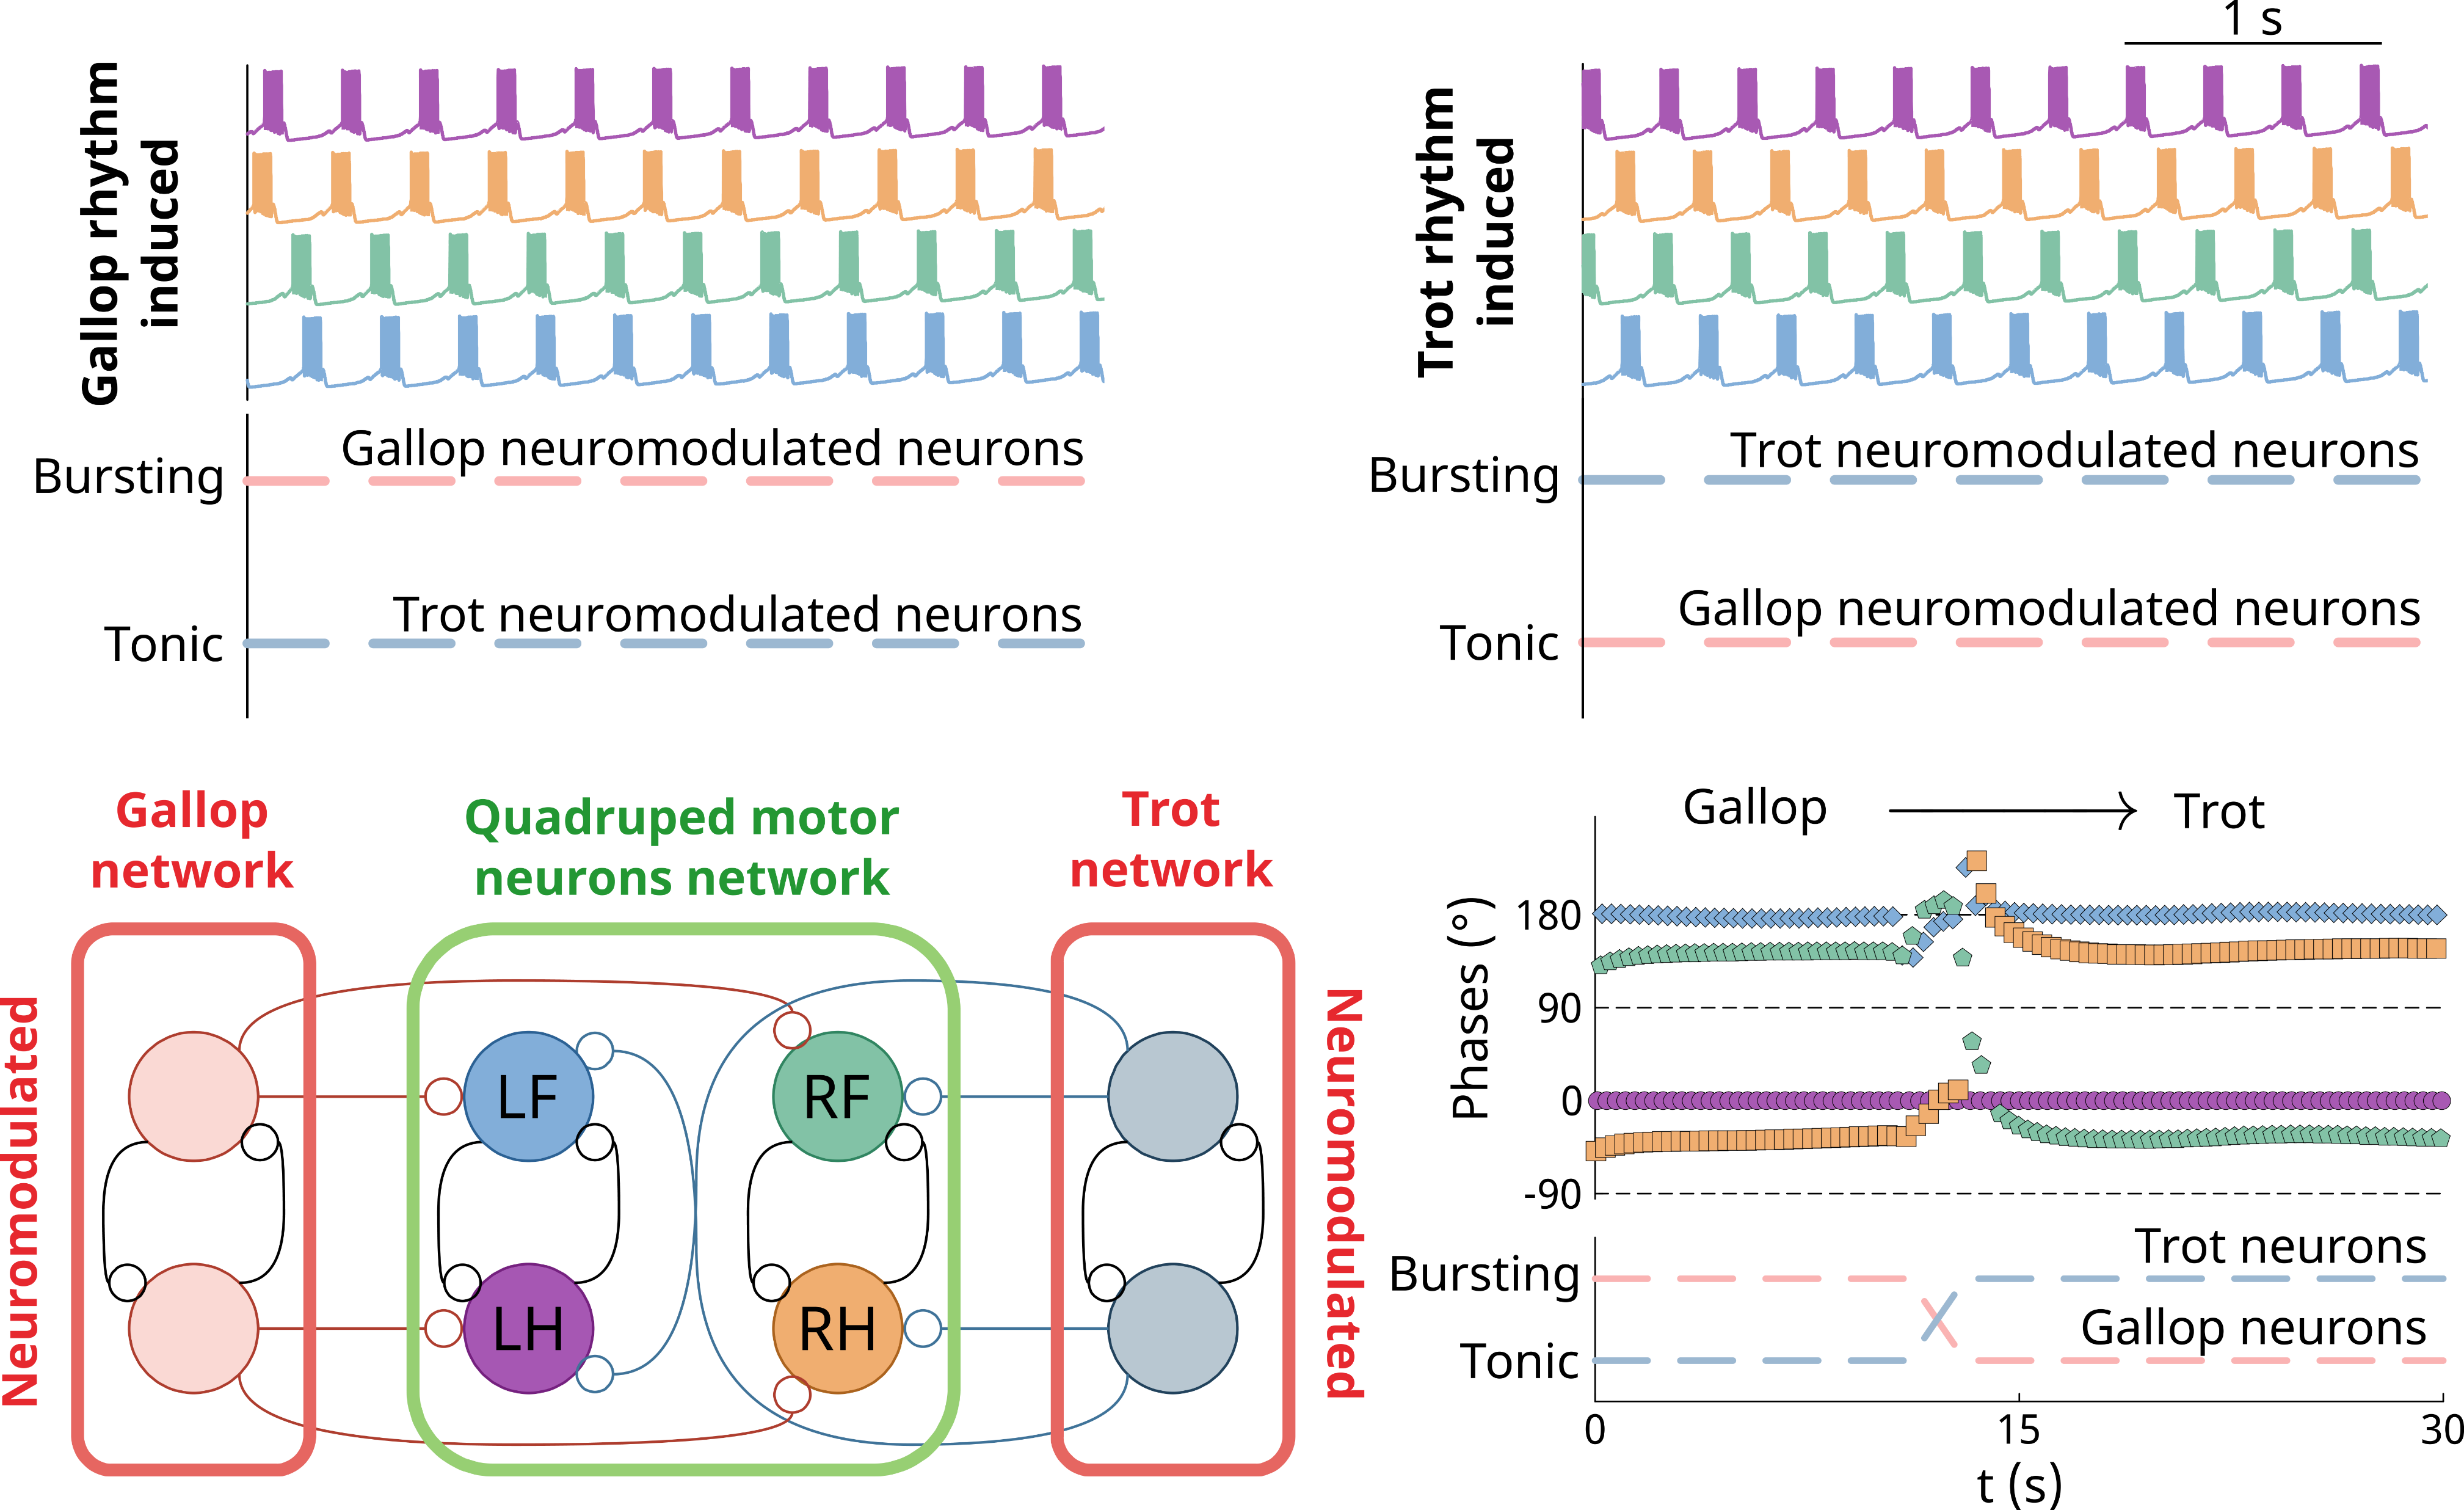 Gallop rhythm
induced
Bursting
Gallop neuromodulated neurons
Tonic
Trot neuromodulated neurons
1 s
Trot rhythm
induced
Bursting
Trot neuromodulated neurons
Tonic
Gallop neuromodulated neurons
Gallop
network
Quadruped motor
neurons network
Trot
network
Neuromodulated
LF
RF
LH
RH
Neuromodulated
Gallop
Trot
Phases (°)
180
90
0
-90
Bursting
Trot neurons
Gallop neurons
Tonic
0
15
30
t (s)